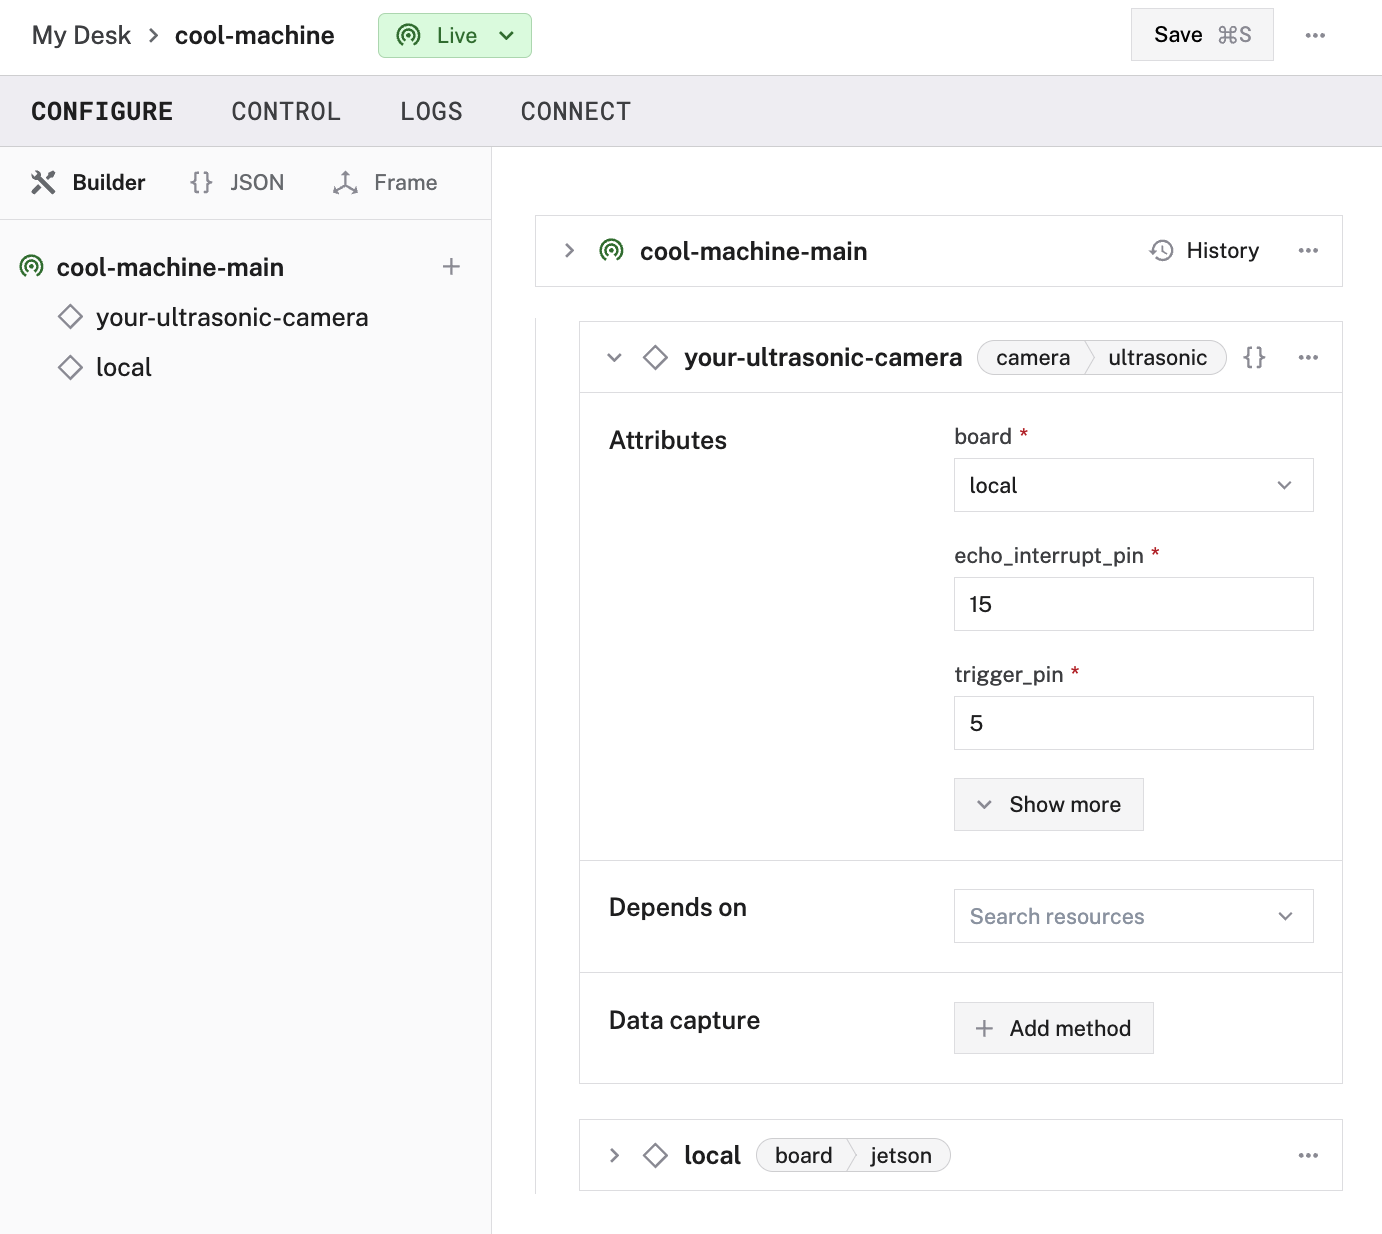 My Desk > cool-machine Live Save ⌘S ...
CONFIGURE CONTROL LOGS CONNECT
Builder {} JSON Frame
cool-machine-main
your-ultrasonic-camera
local
cool-machine-main History ...
your-ultrasonic-camera camera ultrasonic {} ...
Attributes
board *
local
echo_interrupt_pin *
15
trigger_pin *
5
Show more
Depends on
Search resources
Data capture
+ Add method
local board jetson ...